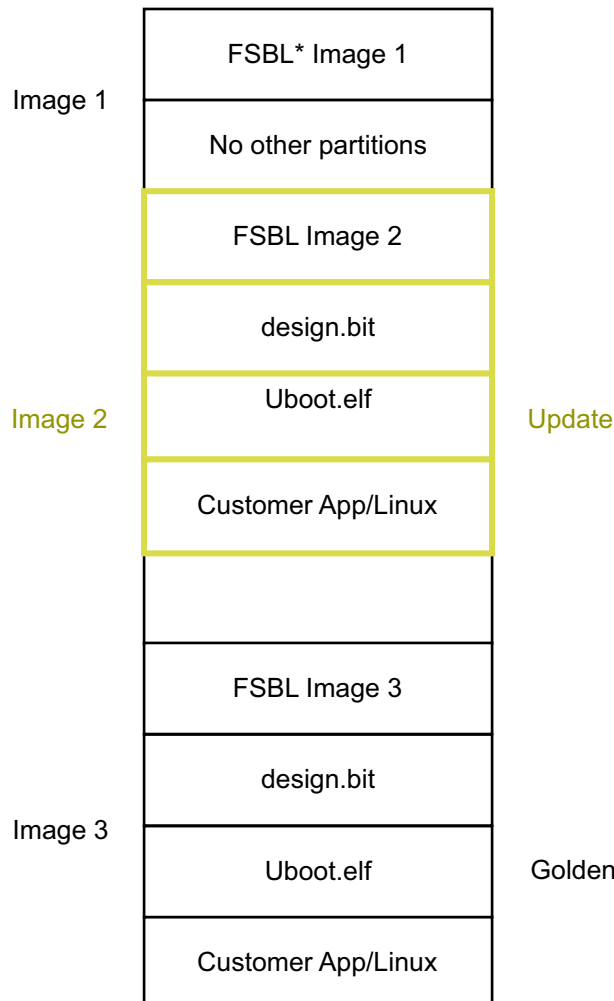 FSBL* Image 1
Image 1
No other partitions
FSBL Image 2
design.bit
Uboot.elf
Image 2
Update
Customer App/Linux
FSBL Image 3
design.bit
Image 3
Uboot.elf
Golden
Customer App/Linux